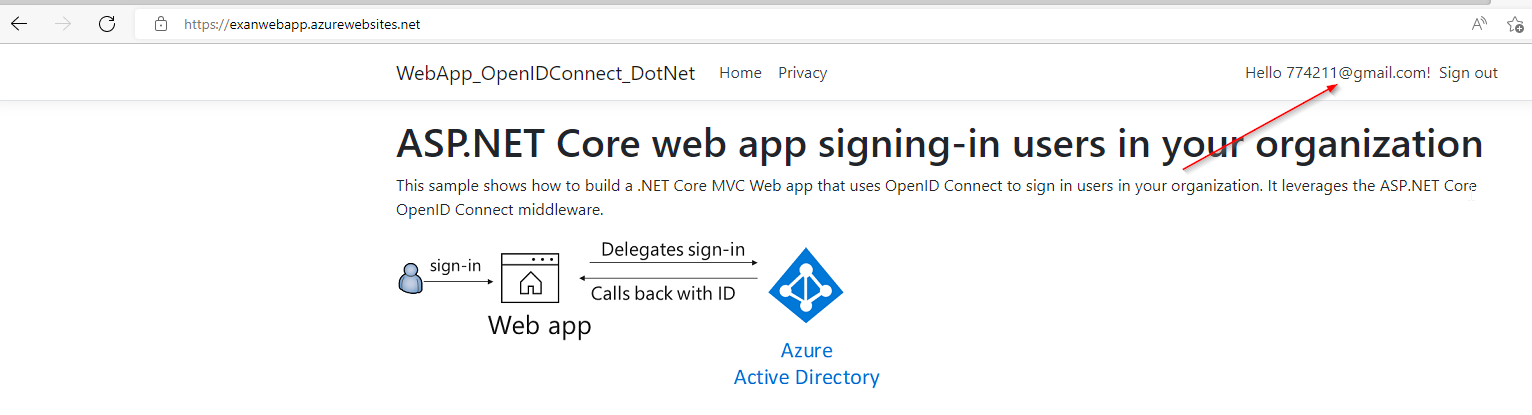 https://exanwebapp.azurewebsites.net
WebApp_OpenIDConnect_DotNet Home Privacy Hello 774211@gmail.com! Sign out
ASP.NET Core web app signing-in users in your organization
This sample shows how to build a .NET Core MVC Web app that uses OpenID Connect to sign in users in your organization. It leverages the ASP.NET Core
OpenID Connect middleware.
sign-in
Web app
Delegates sign-in
Calls back with ID
Azure
Active Directory